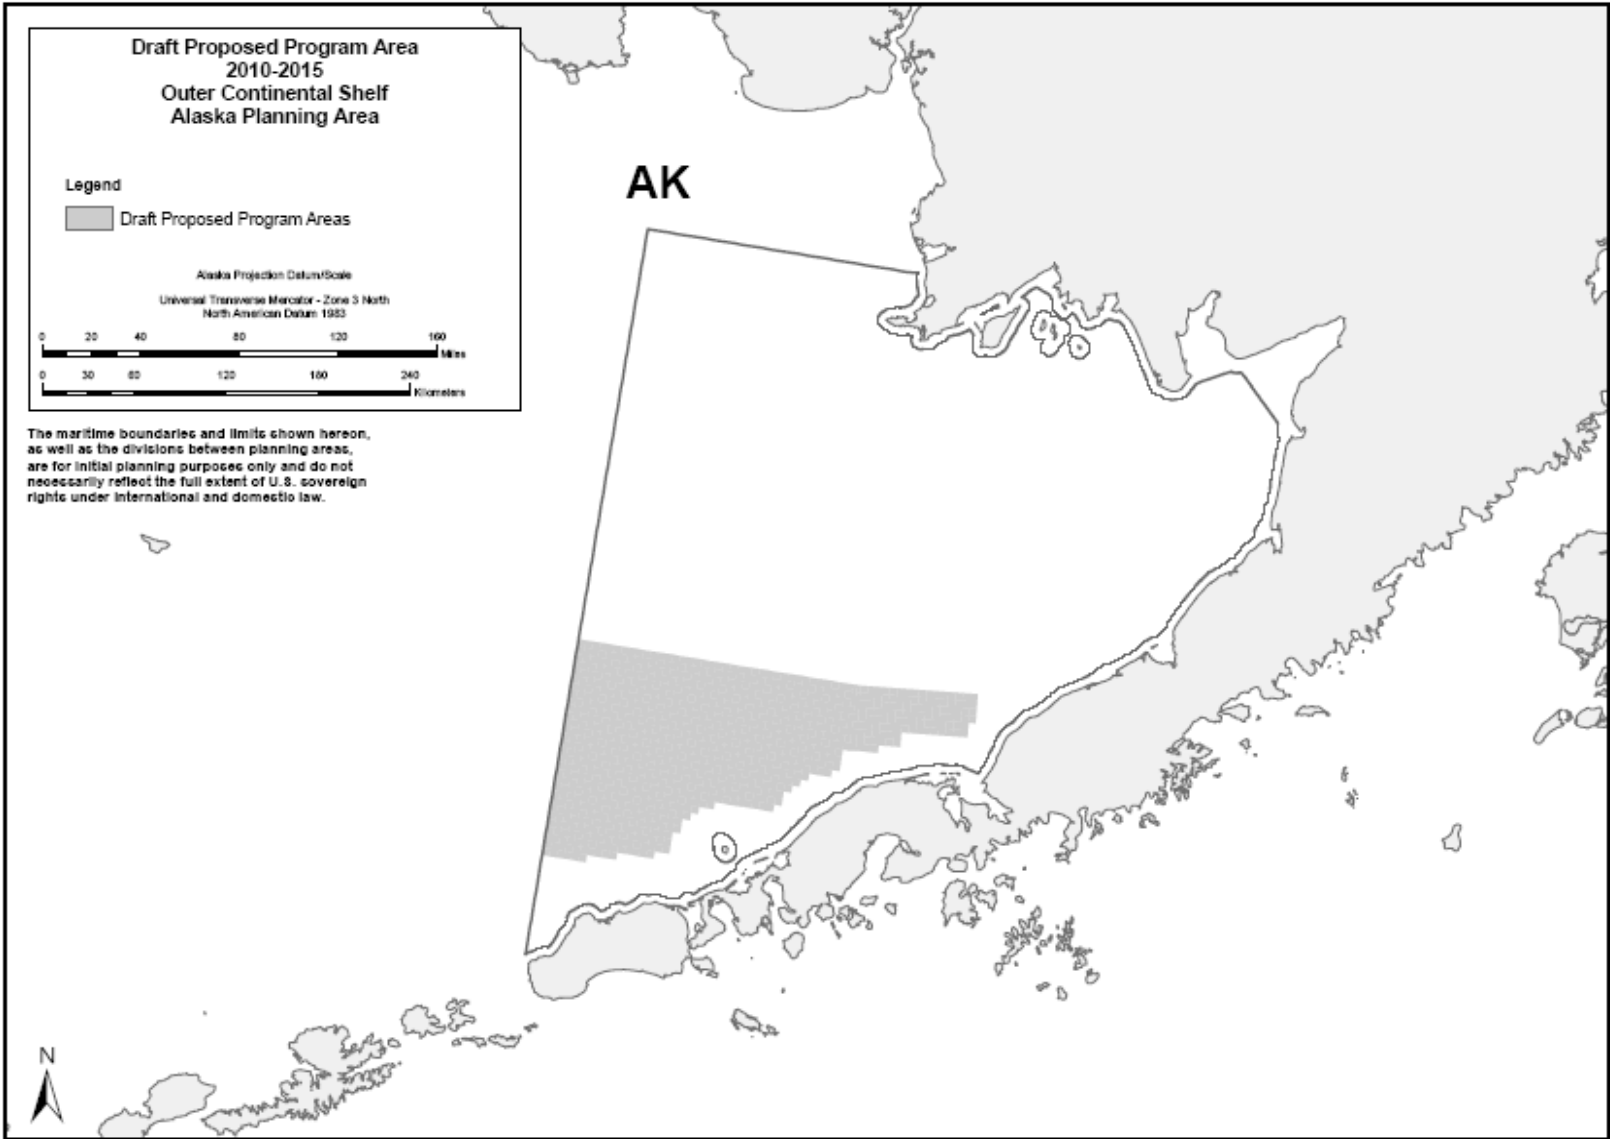 Draft Proposed Program Area
2010-2015
Outer Continental Shelf
Alaska Planning Area
Legend
Draft Proposed Program Areas
Alaska Projection Datum/Scale
Universal Transverse Mercator - Zone 3 North
North American Datum 1983
0 20 40 80 120 160
Miles
0 30 60 120 180 240
Kilometers
The maritime boundaries and limits shown hereon,
as well as the divisions between planning areas,
are for initial planning purposes only and do not
necessarily reflect the full extent of U.S. sovereign
rights under international and domestic law.
AK
N